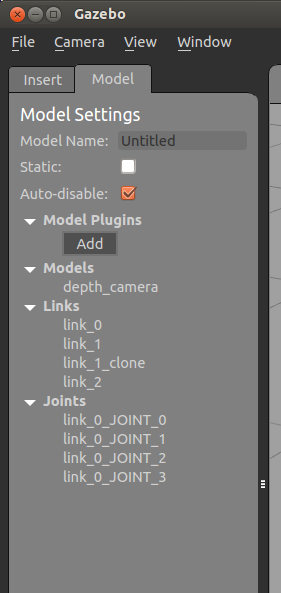 Gazebo
File Camera View Window
Insert Model
Model Settings
Model Name: Untitled
Static:
Auto-disable:
Model Plugins
Add
Models
depth_camera
Links
link_0
link_1
link_1_clone
link_2
Joints
link_0_JOINT_0
link_0_JOINT_1
link_0_JOINT_2
link_0_JOINT_3